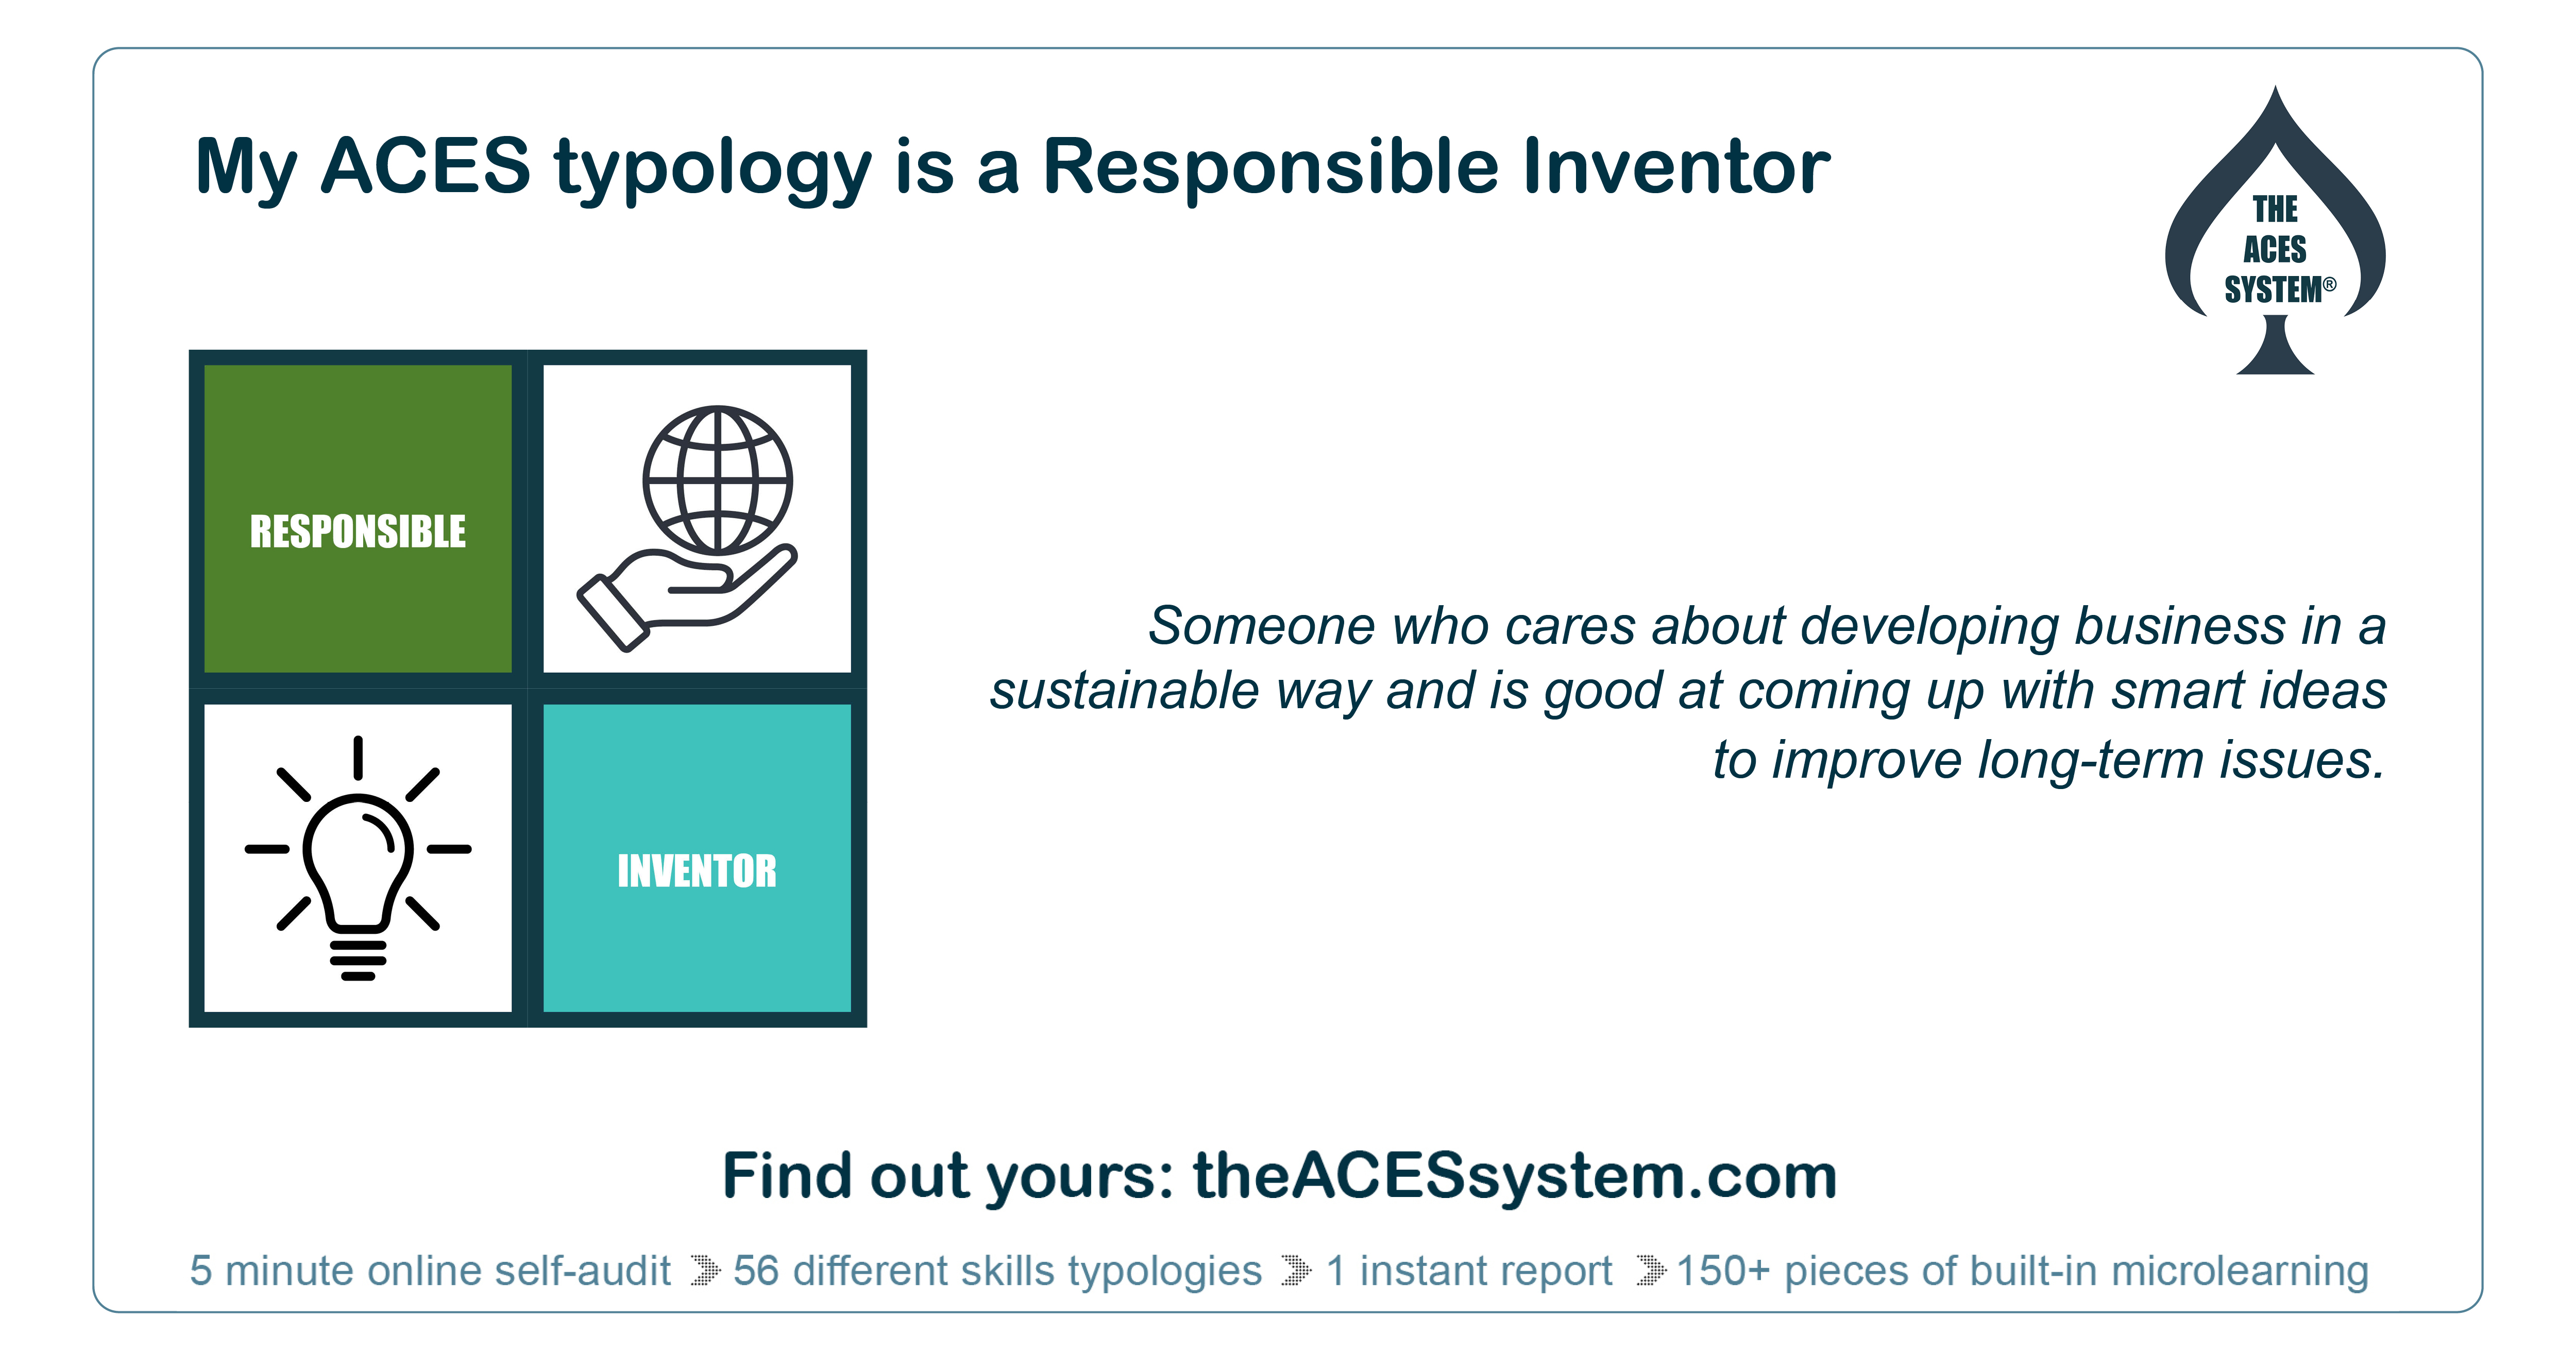 My ACES typology is a Responsible Inventor
THE
ACES
SYSTEM®
RESPONSIBLE
INVENTOR
Someone who cares about developing business in a
sustainable way and is good at coming up with smart ideas
to improve long-term issues.
Find out yours: theACESsystem.com
5 minute online self-audit 56 different skills typologies 1 instant report 150+ pieces of built-in microlearning